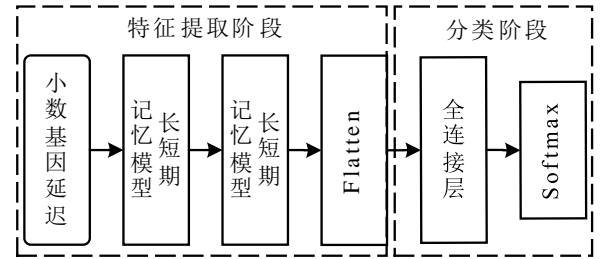 特征提取阶段
分类阶段
小数基因延迟
长短期
记忆模型
长短期
记忆模型
Flatten
全连接层
Softmax